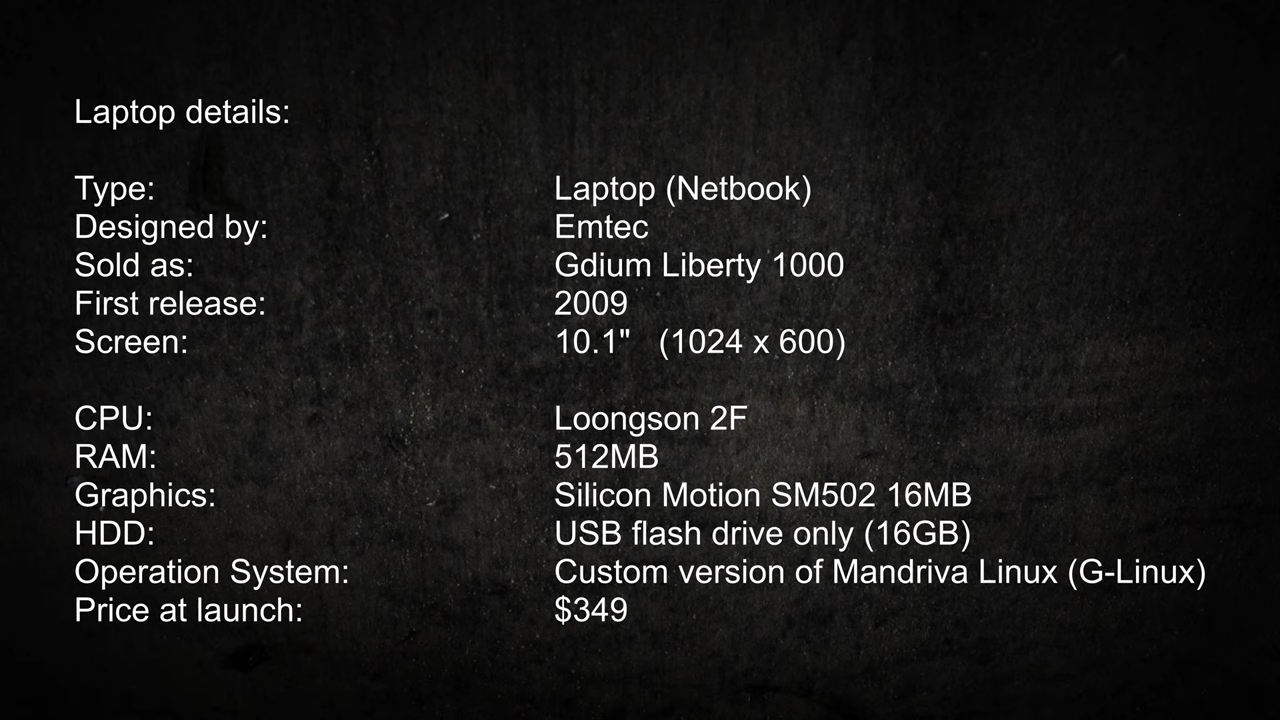 Laptop details:
Type: Laptop (Netbook)
Designed by: Emtec
Sold as: Gdium Liberty 1000
First release: 2009
Screen: 10.1" (1024 x 600)
CPU: Loongson 2F
RAM: 512MB
Graphics: Silicon Motion SM502 16MB
HDD: USB flash drive only (16GB)
Operation System: Custom version of Mandriva Linux (G-Linux)
Price at launch: $349